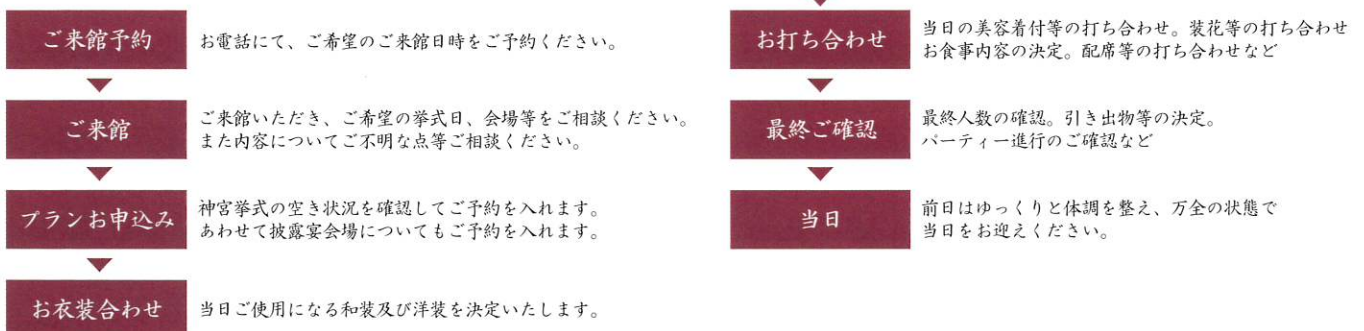 ご来館予約
お電話にて、ご希望のご来館日時をご予約ください。
ご来館
ご来館いただき、ご希望の挙式日、会場等をご相談ください。
また内容についてご不明な点等ご相談ください。
プランお申込み
神宮挙式の空き状況を確認してご予約を入れます。
あわせて披露宴会場についてもご予約を入れます。
お衣装合わせ
当日ご使用になる和装及び洋装を決定いたします。
お打ち合わせ
当日の美容着付等の打ち合わせ。装花等の打ち合わせ
お食事内容の決定。配席等の打ち合わせなど
最終ご確認
最終人数の確認。引き出物等の決定。
パーティー進行のご確認など
当日
前日はゆっくりと体調を整え、万全の状態で
当日をお迎えください。